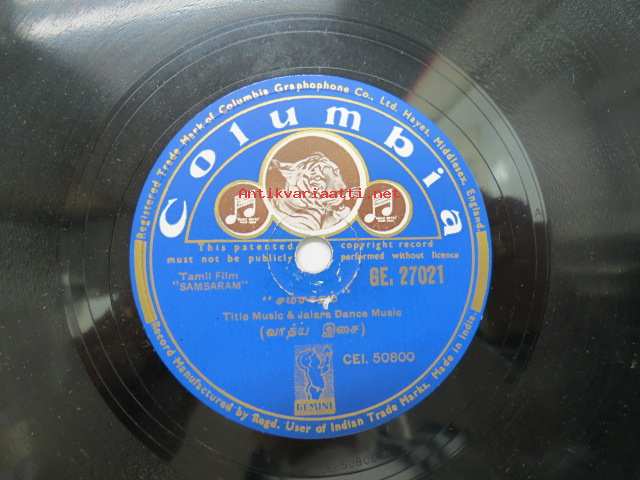 Registered Trade Mark of Columbia Graphophone Co., Ltd. Hayes, Middlesex, England.
Columbia
Antikvariaatti.net
This patented copyright record
must not be publicly performed without licence
Tamil Film
"SAMSARAM"
GE. 27021
"சம்சாரம்"
Title Music & Jalara Dance Music
(வாத்ய இசை)
CEI. 50800
GEMINI
Record Manufactured by Regd. User of Indian Trade Marks. Made in India.